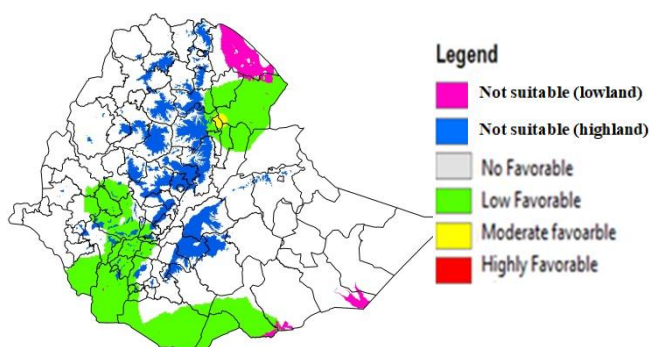 Legend
Not suitable (lowland)
Not suitable (highland)
No Favorable
Low Favorable
Moderate favoarble
Highly Favorable